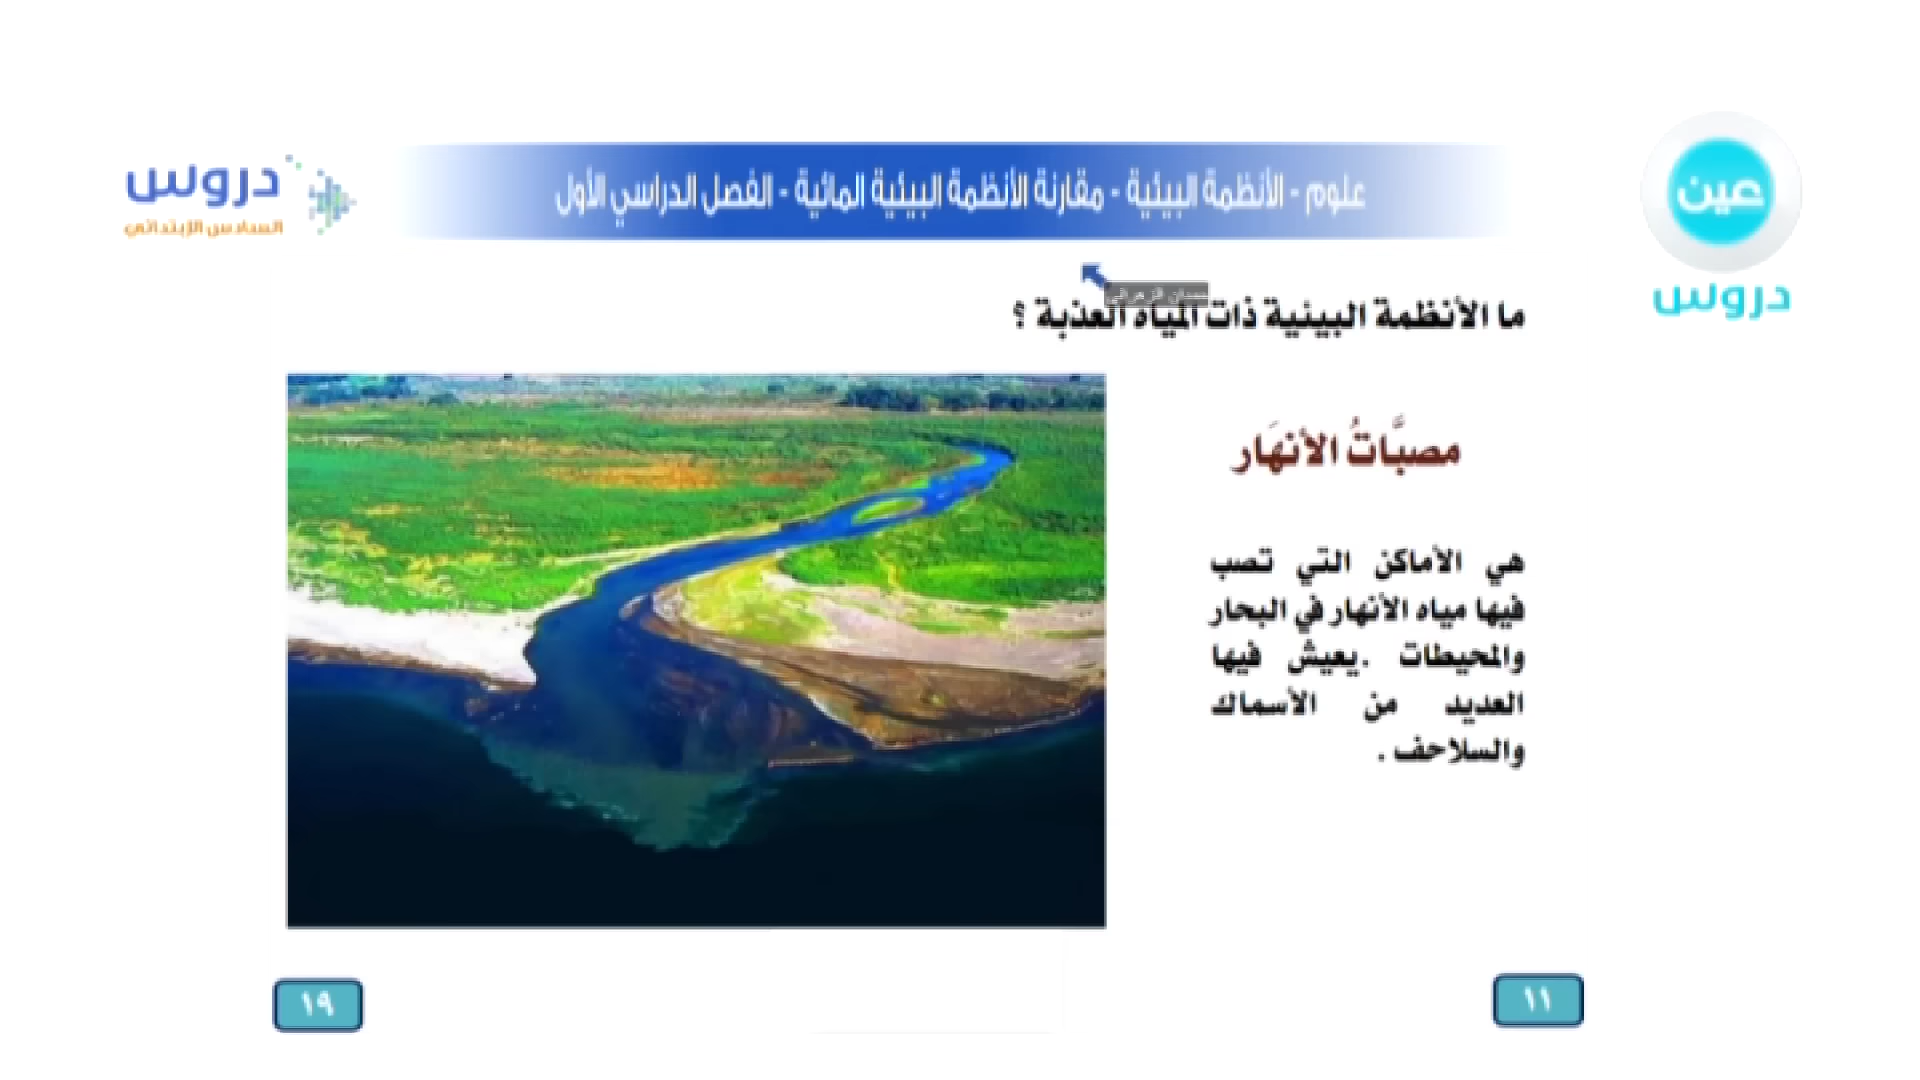 علوم - الأنظمة البيئية - مقارنة الأنظمة البيئية المائية - الفصل الدراسي الأول
عين
دروس
دروس
السادس الإبتدائي
ما الأنظمة البيئية ذات المياه العذبة ؟
مصبَّاتُ الأنهَار
هي الأماكن التي تصب
فيها مياه الأنهار في البحار
والمحيطات .يعيش فيها
العديد من الأسماك
والسلاحف .
١١
١٩